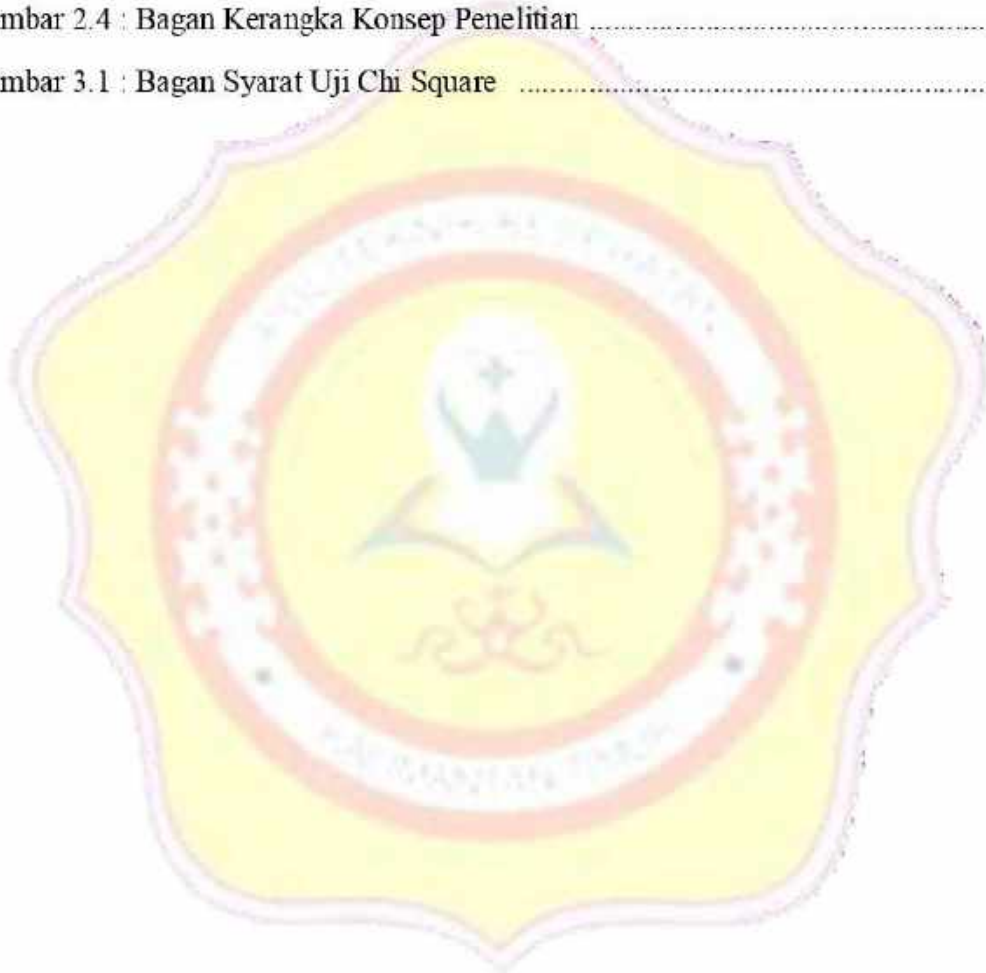 mbar 2.4 : Bagan Kerangka Konsep Penelitian ................................................
mbar 3.1 : Bagan Syarat Uji Chi Square ................................................